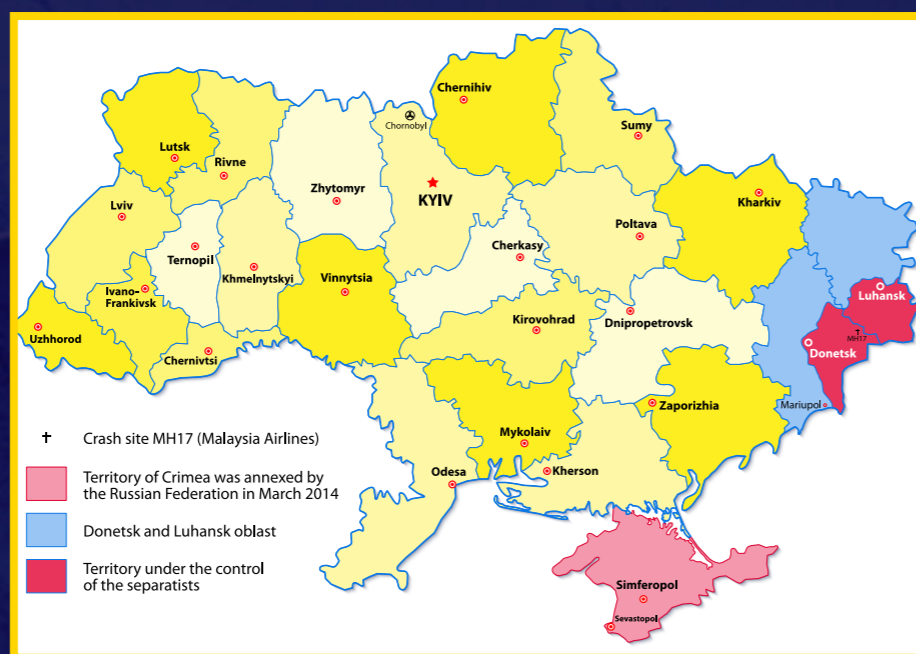 Chernihiv
Chornobyl
Sumy
Lutsk
Rivne
Zhytomyr
KYIV
Kharkiv
Lviv
Poltava
Ternopil
Cherkasy
Khmelnytskyi
Vinnytsia
Ivano-
Frankivsk
Luhansk
Kirovohrad
Dnipropetrovsk
Uzhhorod
MH17
Chernivtsi
Donetsk
Zaporizhia
Mariupol
Mykolaiv
Odesa
Kherson
Crash site MH17 (Malaysia Airlines)
Territory of Crimea was annexed by
the Russian Federation in March 2014
Donetsk and Luhansk oblast
Territory under the control
of the separatists
Simferopol
Sevastopol